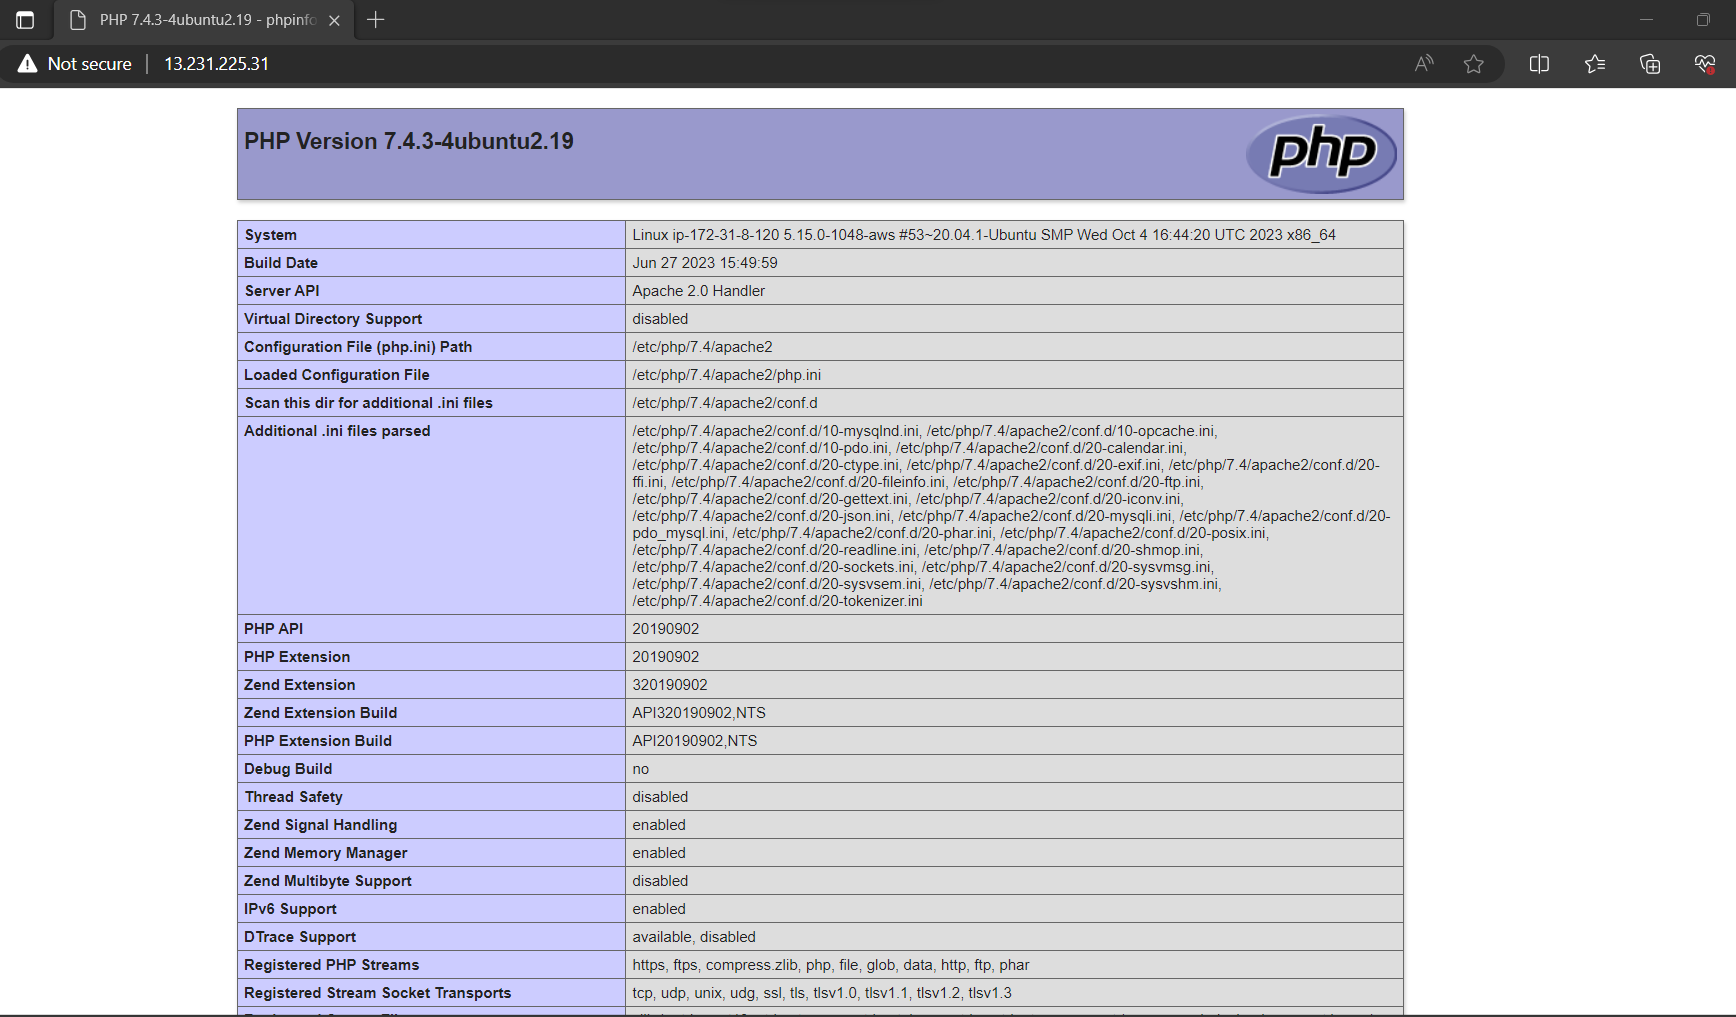 PHP 7.4.3-4ubuntu2.19 - phpinfo
Not secure
13.231.225.31
PHP Version 7.4.3-4ubuntu2.19
php
System
Linux ip-172-31-8-120 5.15.0-1048-aws #53~20.04.1-Ubuntu SMP Wed Oct 4 16:44:20 UTC 2023 x86_64
Build Date
Jun 27 2023 15:49:59
Server API
Apache 2.0 Handler
Virtual Directory Support
disabled
Configuration File (php.ini) Path
/etc/php/7.4/apache2
Loaded Configuration File
/etc/php/7.4/apache2/php.ini
Scan this dir for additional .ini files
/etc/php/7.4/apache2/conf.d
Additional .ini files parsed
/etc/php/7.4/apache2/conf.d/10-mysqlnd.ini, /etc/php/7.4/apache2/conf.d/10-opcache.ini,
/etc/php/7.4/apache2/conf.d/10-pdo.ini, /etc/php/7.4/apache2/conf.d/20-calendar.ini,
/etc/php/7.4/apache2/conf.d/20-ctype.ini, /etc/php/7.4/apache2/conf.d/20-exif.ini, /etc/php/7.4/apache2/conf.d/20-
ffi.ini, /etc/php/7.4/apache2/conf.d/20-fileinfo.ini, /etc/php/7.4/apache2/conf.d/20-ftp.ini,
/etc/php/7.4/apache2/conf.d/20-gettext.ini, /etc/php/7.4/apache2/conf.d/20-iconv.ini,
/etc/php/7.4/apache2/conf.d/20-json.ini, /etc/php/7.4/apache2/conf.d/20-mysqli.ini, /etc/php/7.4/apache2/conf.d/20-
pdo_mysql.ini, /etc/php/7.4/apache2/conf.d/20-phar.ini, /etc/php/7.4/apache2/conf.d/20-posix.ini,
/etc/php/7.4/apache2/conf.d/20-readline.ini, /etc/php/7.4/apache2/conf.d/20-shmop.ini,
/etc/php/7.4/apache2/conf.d/20-sockets.ini, /etc/php/7.4/apache2/conf.d/20-sysvmsg.ini,
/etc/php/7.4/apache2/conf.d/20-sysvsem.ini, /etc/php/7.4/apache2/conf.d/20-sysvshm.ini,
/etc/php/7.4/apache2/conf.d/20-tokenizer.ini
PHP API
20190902
PHP Extension
20190902
Zend Extension
320190902
Zend Extension Build
API320190902,NTS
PHP Extension Build
API20190902,NTS
Debug Build
no
Thread Safety
disabled
Zend Signal Handling
enabled
Zend Memory Manager
enabled
Zend Multibyte Support
disabled
IPv6 Support
enabled
DTrace Support
available, disabled
Registered PHP Streams
https, ftps, compress.zlib, php, file, glob, data, http, ftp, phar
Registered Stream Socket Transports
tcp, udp, unix, udg, ssl, tls, tlsv1.0, tlsv1.1, tlsv1.2, tlsv1.3